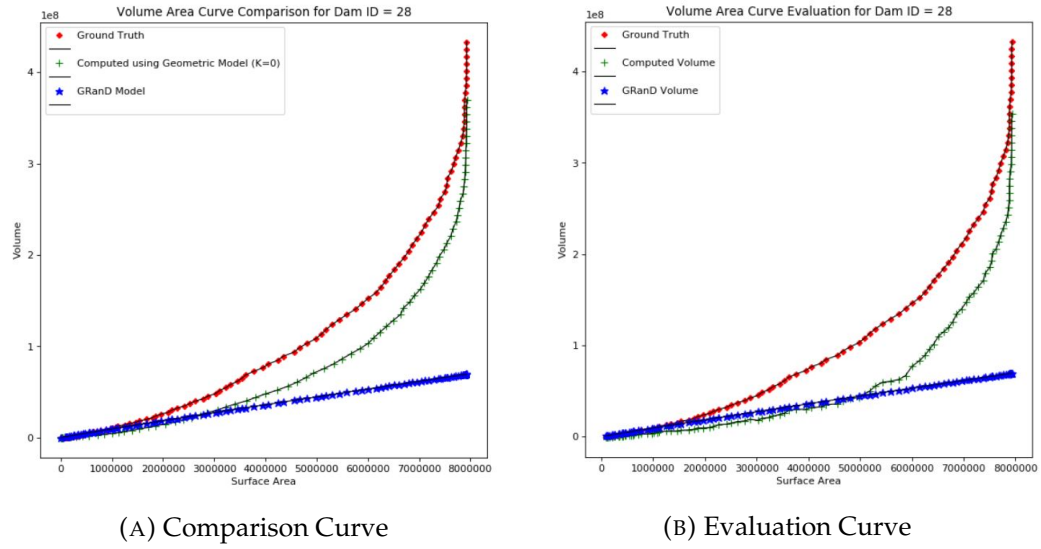 Volume Area Curve Comparison for Dam ID = 28
1e8
Ground Truth
Computed using Geometric Model (K=0)
GRanD Model
4
3
2
1
0
Volume
0 1000000 2000000 3000000 4000000 5000000 6000000 7000000 8000000
Surface Area
(A) Comparison Curve
Volume Area Curve Evaluation for Dam ID = 28
1e8
Ground Truth
Computed Volume
GRanD Volume
4
3
2
1
0
Volume
0 1000000 2000000 3000000 4000000 5000000 6000000 7000000 8000000
Surface Area
(B) Evaluation Curve